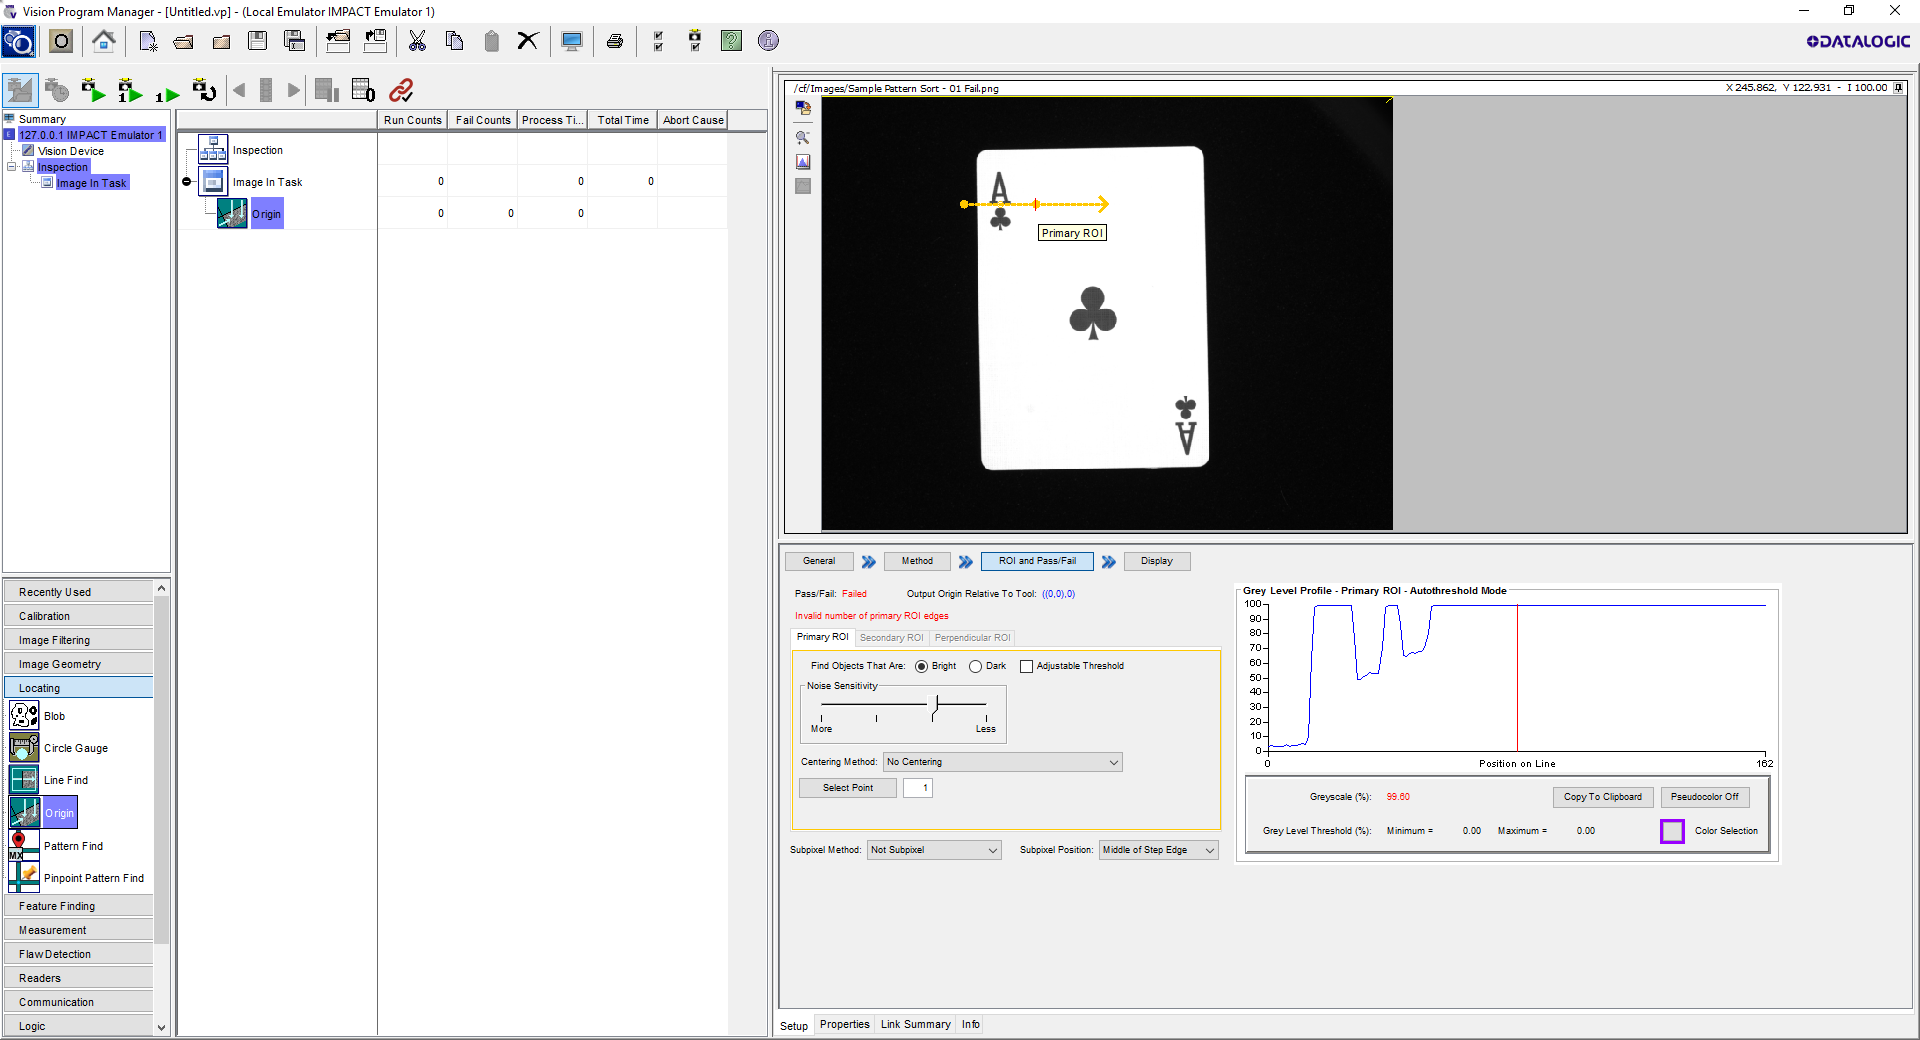 Vision Program Manager - [Untitled.vp] - (Local Emulator IMPACT Emulator 1)
DATALOGIC
Summary
127.0.0.1 IMPACT Emulator 1
Vision Device
Inspection
Image In Task
Run Counts Fail Counts Process Ti... Total Time Abort Cause
Inspection
Image In Task 0 0 0
Origin 0 0 0
/cf/Images/Sample Pattern Sort - 01 Fail.png
X 245.862, Y 122.931 - I 100.00
A
Primary ROI
A
Recently Used
Calibration
Image Filtering
Image Geometry
Locating
Blob
Circle Gauge
Line Find
Origin
Pattern Find
MX
Pinpoint Pattern Find
Feature Finding
Measurement
Flaw Detection
Readers
Communication
Logic
General Method ROI and Pass/Fail Display
Pass/Fail: Failed Output Origin Relative To Tool: ((0,0),0)
Invalid number of primary ROI edges
Primary ROI Secondary ROI Perpendicular ROI
Find Objects That Are: Bright Dark Adjustable Threshold
Noise Sensitivity
More Less
Centering Method: No Centering
Select Point 1
Subpixel Method: Not Subpixel Subpixel Position: Middle of Step Edge
Grey Level Profile - Primary ROI - Autothreshold Mode
100
90
80
70
60
50
40
30
20
10
0
0 Position on Line 162
Greyscale (%): 99.60 Copy To Clipboard Pseudocolor Off
Grey Level Threshold (%): Minimum = 0.00 Maximum = 0.00 Color Selection
Setup Properties Link Summary Info